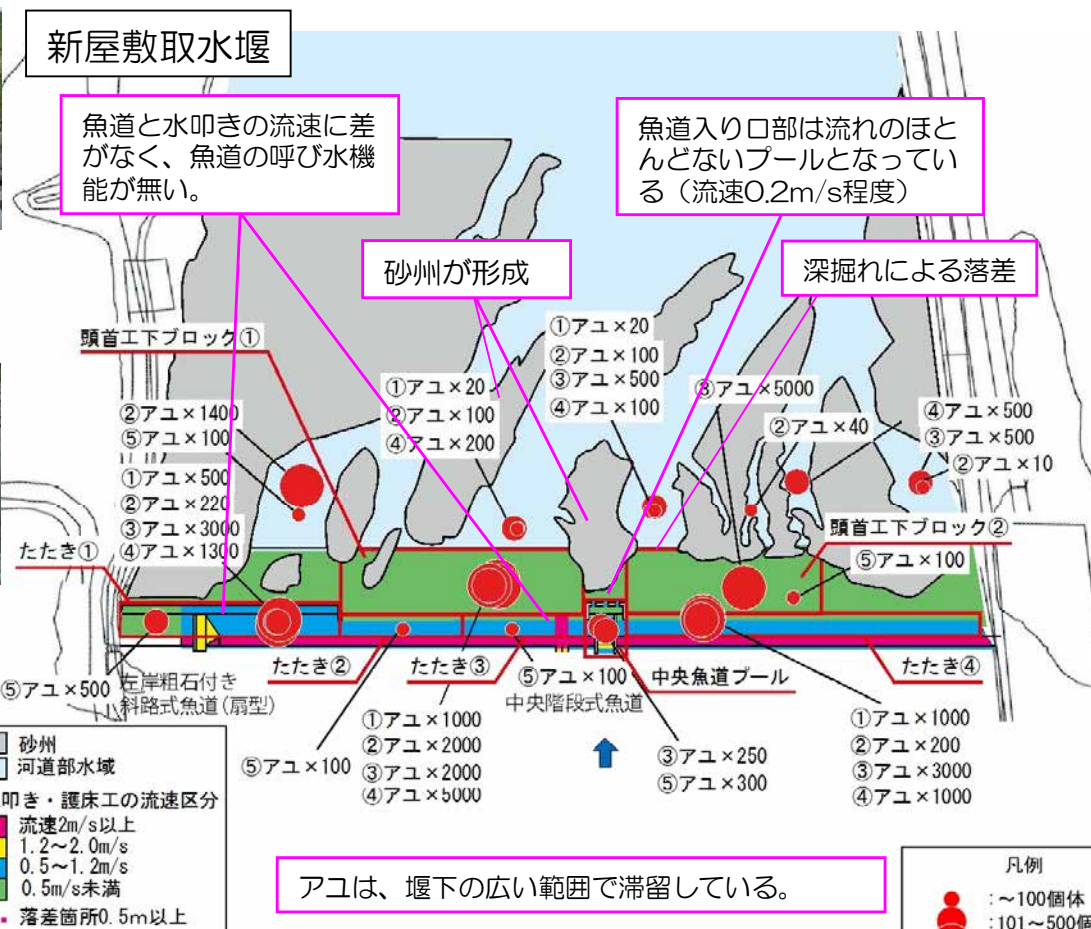 新屋敷取水堰
魚道と水叩きの流速に差
がなく、魚道の呼び水機
能が無い。
魚道入り口部は流れのほと
んどないプールとなってい
る（流速0.2m/s程度）
砂州が形成
深掘れによる落差
頭首工下ブロック①
①アユ×20
②アユ×100
③アユ×500
④アユ×100
①アユ×20
②アユ×100
④アユ×200
③アユ×5000
②アユ×40
④アユ×500
③アユ×500
②アユ×10
②アユ×1400
⑤アユ×100
①アユ×500
②アユ×220
③アユ×3000
④アユ×1300
たたき①
頭首工下ブロック②
⑤アユ×100
たたき②
たたき③
中央魚道プール
たたき④
⑤アユ×500
左岸粗石付き
斜路式魚道(扇型)
⑤アユ×100
中央階段式魚道
⑤アユ×100
①アユ×1000
②アユ×2000
③アユ×2000
④アユ×5000
③アユ×250
⑤アユ×300
①アユ×1000
②アユ×200
③アユ×3000
④アユ×1000
砂州
河道部水域
叩き・護床工の流速区分
流速2m/s以上
1.2～2.0m/s
0.5～1.2m/s
0.5m/s未満
落差箇所0.5m以上
アユは、堰下の広い範囲で滞留している。
凡例
:～100個体
:101～500個